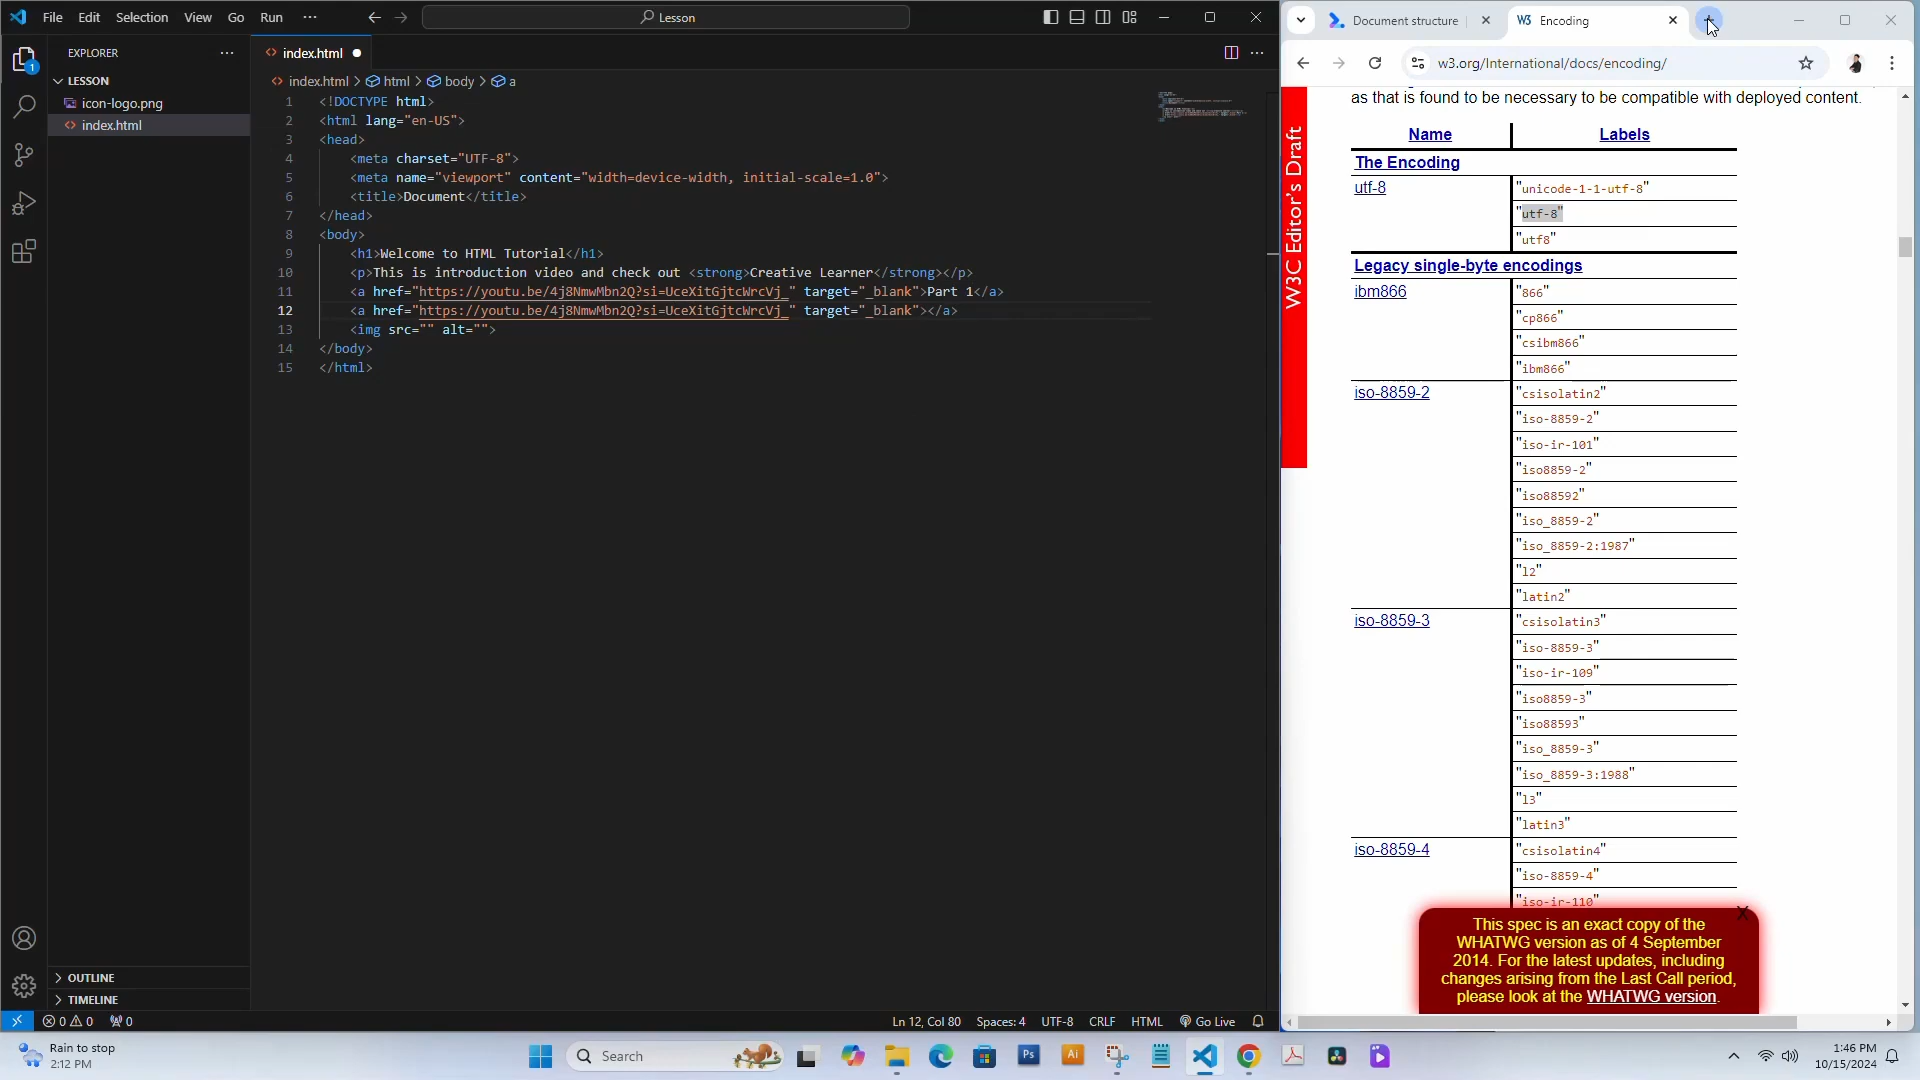 File Edit Selection View Go Run ···
Lesson
EXPLORER
LESSON
icon-logo.png
index.html
OUTLINE
TIMELINE
index.html
index.html > html > body > a
1 <!DOCTYPE html>
2 <html lang="en-US">
3 <head>
4 <meta charset="UTF-8">
5 <meta name="viewport" content="width=device-width, initial-scale=1.0">
6 <title>Document</title>
7 </head>
8 <body>
9 <h1>Welcome to HTML Tutorial</h1>
10 <p>This is introduction video and check out <strong>Creative Learner</strong></p>
11 <a href="https://youtu.be/4j8NmwMbn2Q?si=UceXitGjtcWrcVj_" target="_blank">Part 1</a>
12 <a href="https://youtu.be/4j8NmwMbn2Q?si=UceXitGjtcWrcVj_" target="_blank"></a>
13 <img src="" alt="">
14 </body>
15 </html>
0 0 0
Ln 12, Col 80 Spaces: 4 UTF-8 CRLF HTML Go Live
Document structure
W3 Encoding
w3.org/International/docs/encoding/
as that is found to be necessary to be compatible with deployed content.
W3C Editor's Draft
Name Labels
The Encoding
utf-8 "unicode-1-1-utf-8"
"utf-8"
"utf8"
Legacy single-byte encodings
ibm866 "866"
"cp866"
"csibm866"
"ibm866"
iso-8859-2 "csisolatin2"
"iso-8859-2"
"iso-ir-101"
"iso8859-2"
"iso88592"
"iso_8859-2"
"iso_8859-2:1987"
"l2"
"latin2"
iso-8859-3 "csisolatin3"
"iso-8859-3"
"iso-ir-109"
"iso8859-3"
"iso88593"
"iso_8859-3"
"iso_8859-3:1988"
"l3"
"latin3"
iso-8859-4 "csisolatin4"
"iso-8859-4"
"iso-ir-110"
X
This spec is an exact copy of the
WHATWG version as of 4 September
2014. For the latest updates, including
changes arising from the Last Call period,
please look at the WHATWG version.
Rain to stop
2:12 PM
Search
Ps
Ai
1:46 PM
10/15/2024